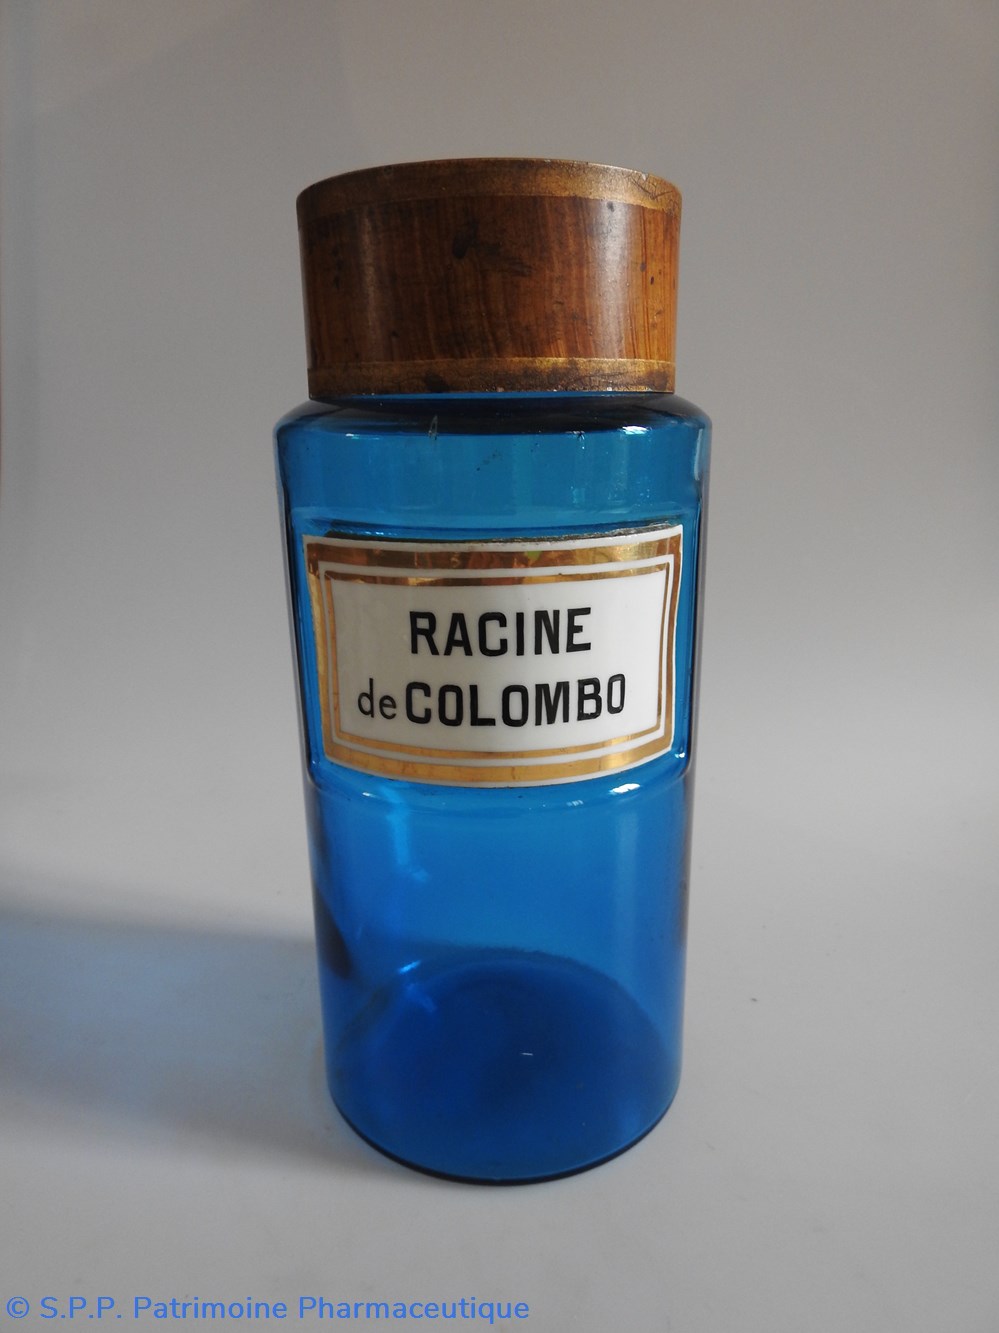 RACINE
de COLOMBO
© S.P.P. Patrimoine Pharmaceutique